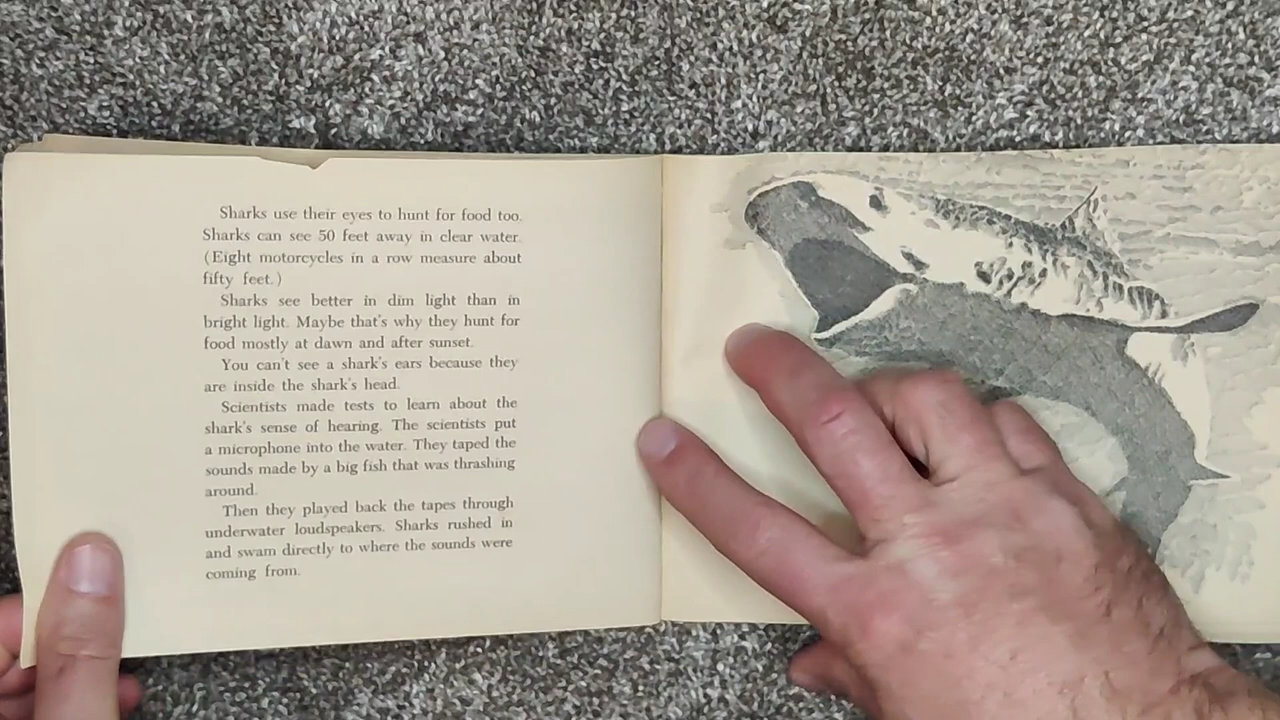 Sharks use their eyes to hunt for food too.
Sharks can see 50 feet away in clear water.
(Eight motorcycles in a row measure about
fifty feet.)
Sharks see better in dim light than in
bright light. Maybe that's why they hunt for
food mostly at dawn and after sunset.
You can't see a shark's ears because they
are inside the shark's head.
Scientists made tests to learn about the
shark's sense of hearing. The scientists put
a microphone into the water. They taped the
sounds made by a big fish that was thrashing
around.
Then they played back the tapes through
underwater loudspeakers. Sharks rushed in
and swam directly to where the sounds were
coming from.